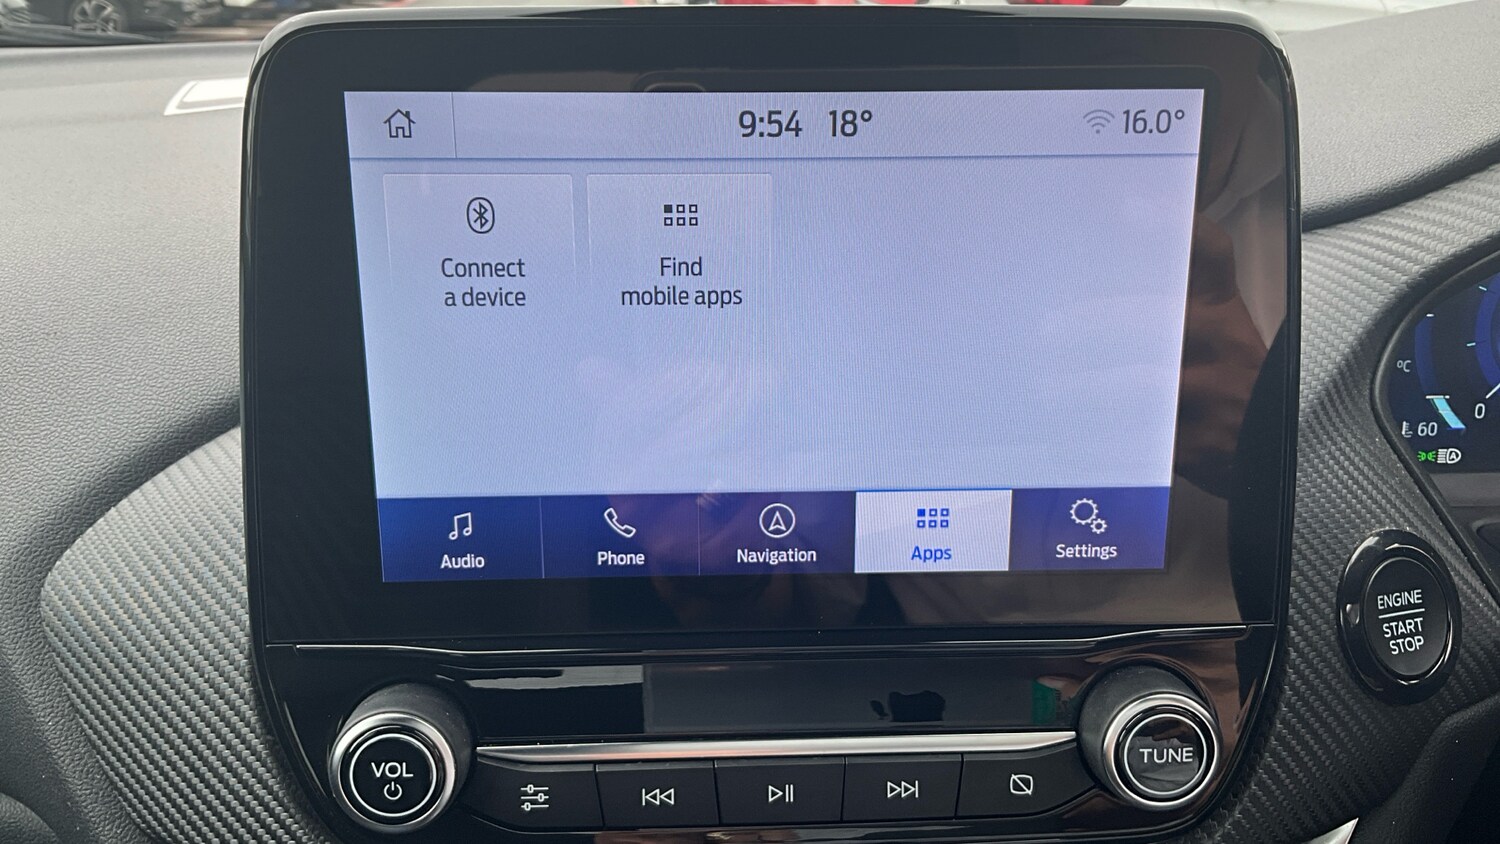 9:54 18° 16.0°
Connect
a device
Find
mobile apps
Audio
Phone
Navigation
Apps
Settings
°C
60
0
ENGINE
START
STOP
VOL
TUNE